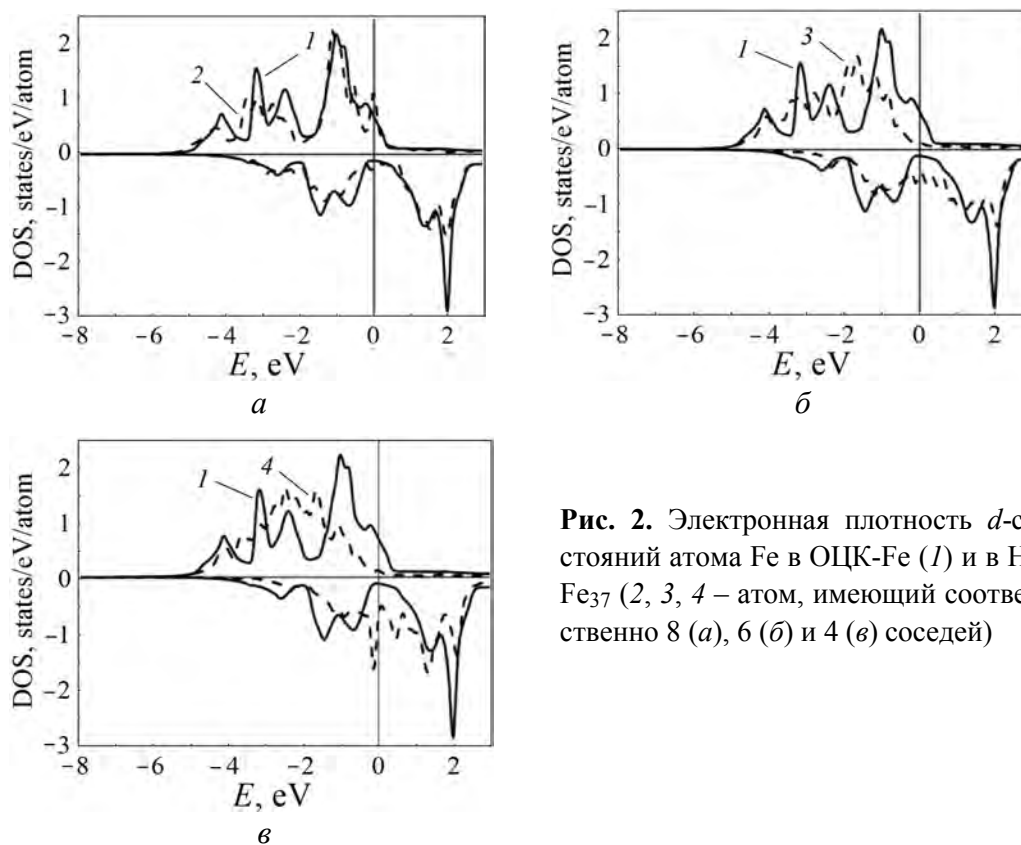 2
1
2
1
0
−1
−2
−3
DOS, states/eV/atom
−8 −6 −4 −2 0 2
E, eV
а
1
3
2
1
0
−1
−2
−3
DOS, states/eV/atom
−8 −6 −4 −2 0 2
E, eV
б
1
4
2
1
0
−1
−2
−3
DOS, states/eV/atom
−8 −6 −4 −2 0 2
E, eV
в
Рис. 2. Электронная плотность d-с
стояний атома Fe в ОЦК-Fe (1) и в Н
Fe₃₇ (2, 3, 4 – атом, имеющий соотве
ственно 8 (а), 6 (б) и 4 (в) соседей)